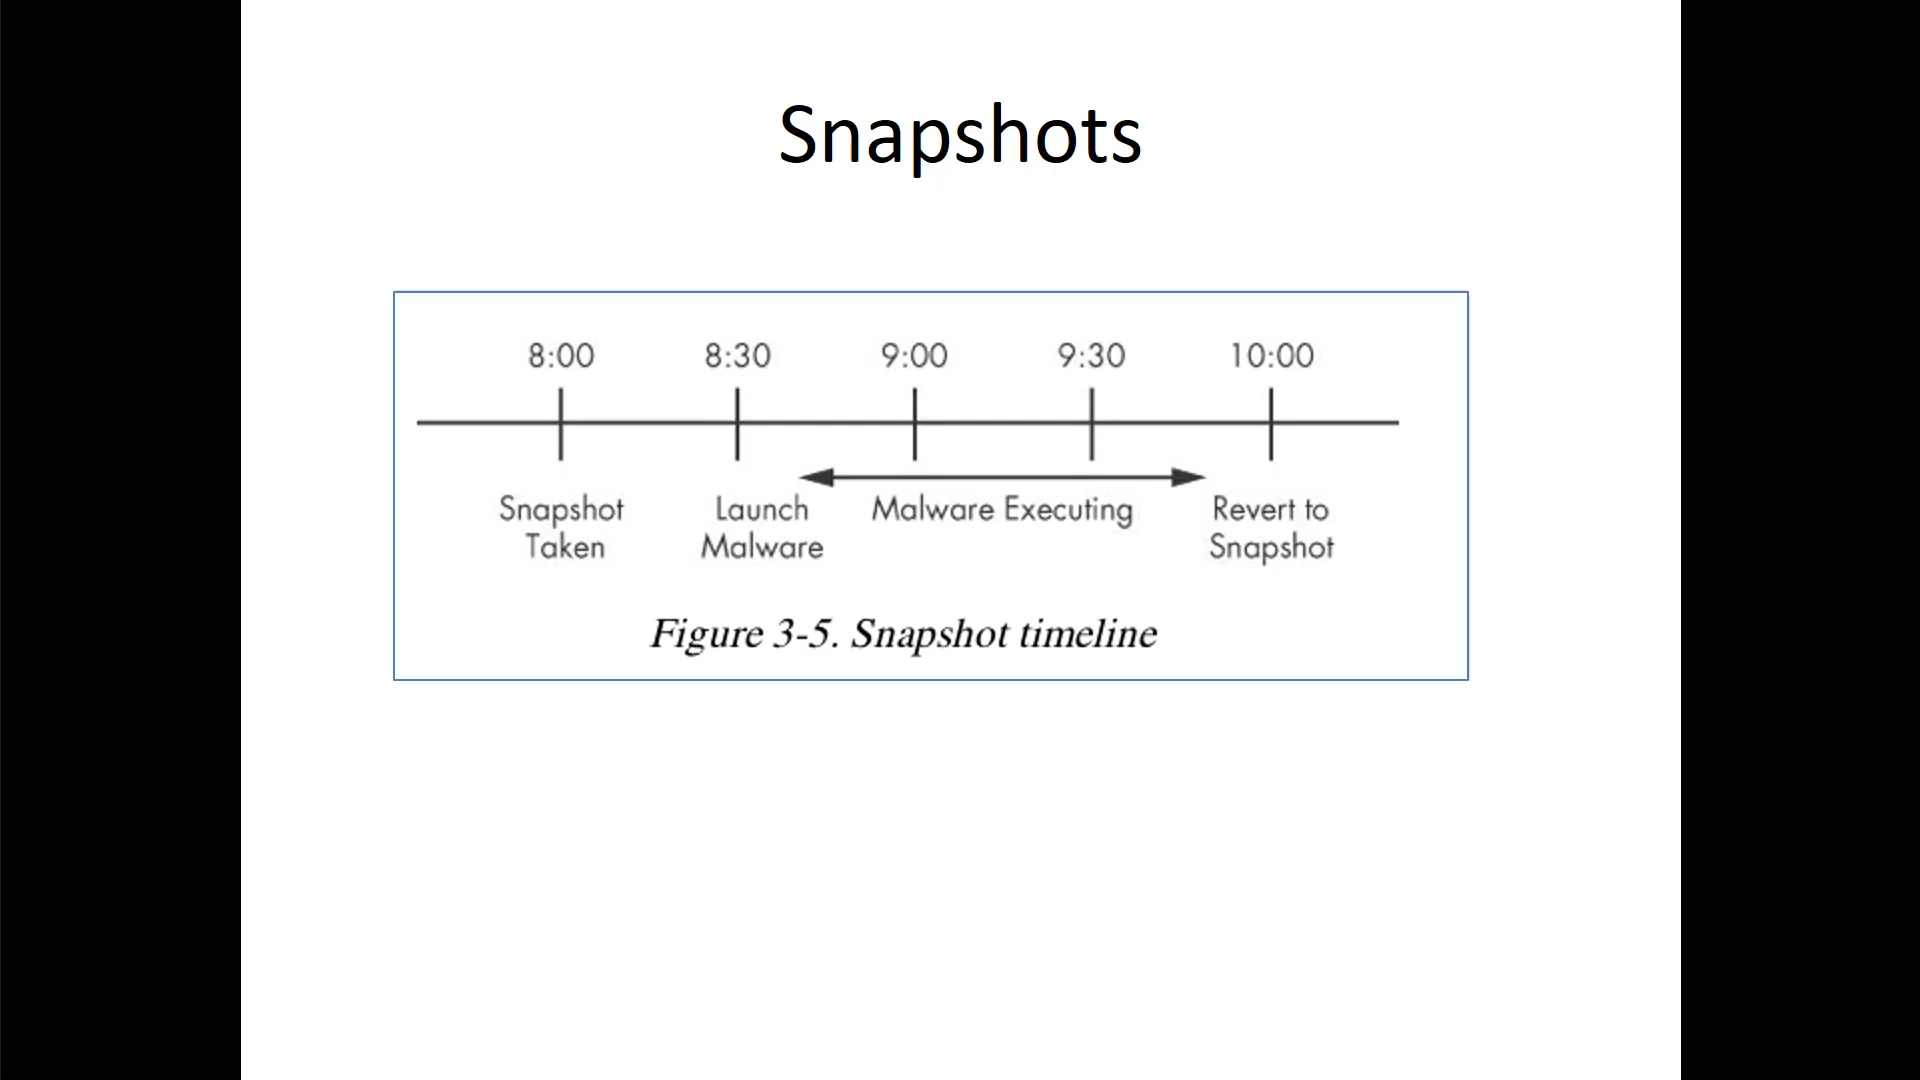 Snapshots
8:00 8:30 9:00 9:30 10:00
Snapshot Launch Malware Executing Revert to
Taken Malware Snapshot
Figure 3-5. Snapshot timeline